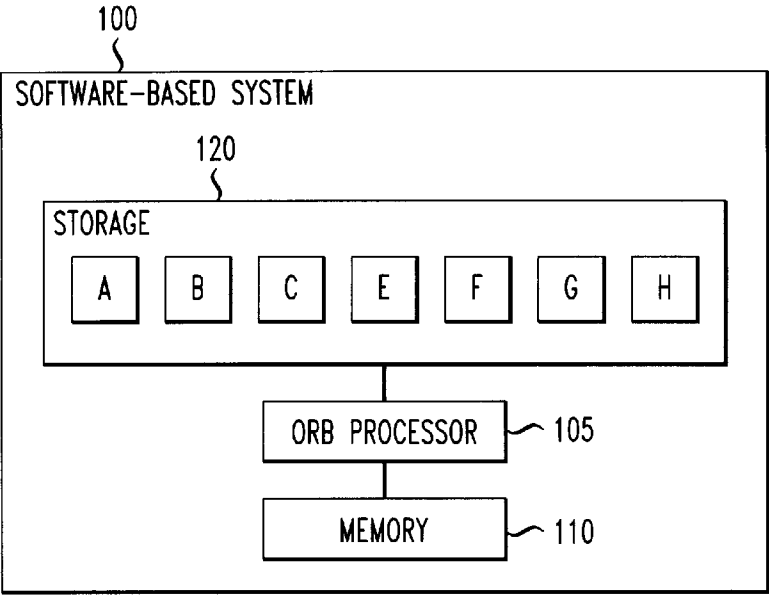 100
SOFTWARE-BASED SYSTEM
120
STORAGE
A B C E F G H
ORB PROCESSOR 105
MEMORY 110